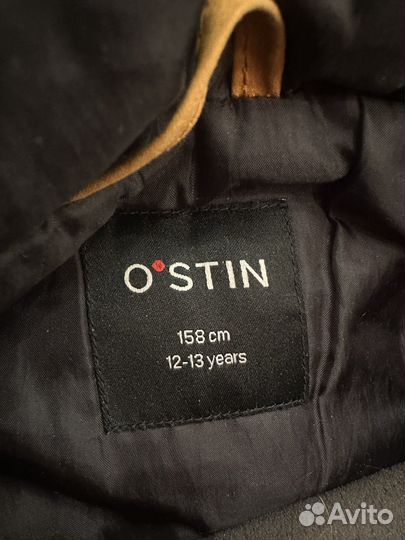 O'STIN
158 cm
12-13 years
Avito